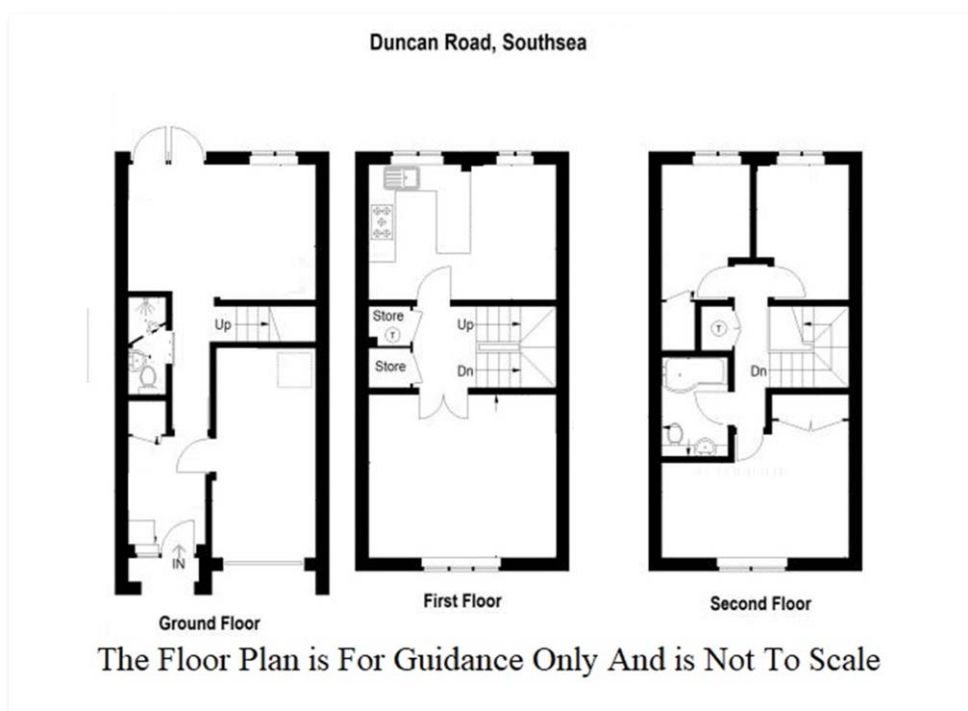 Duncan Road, Southsea
Up
IN
Ground Floor
Store
T
Store
Up
Dn
First Floor
T
Dn
Second Floor
The Floor Plan is For Guidance Only And is Not To Scale